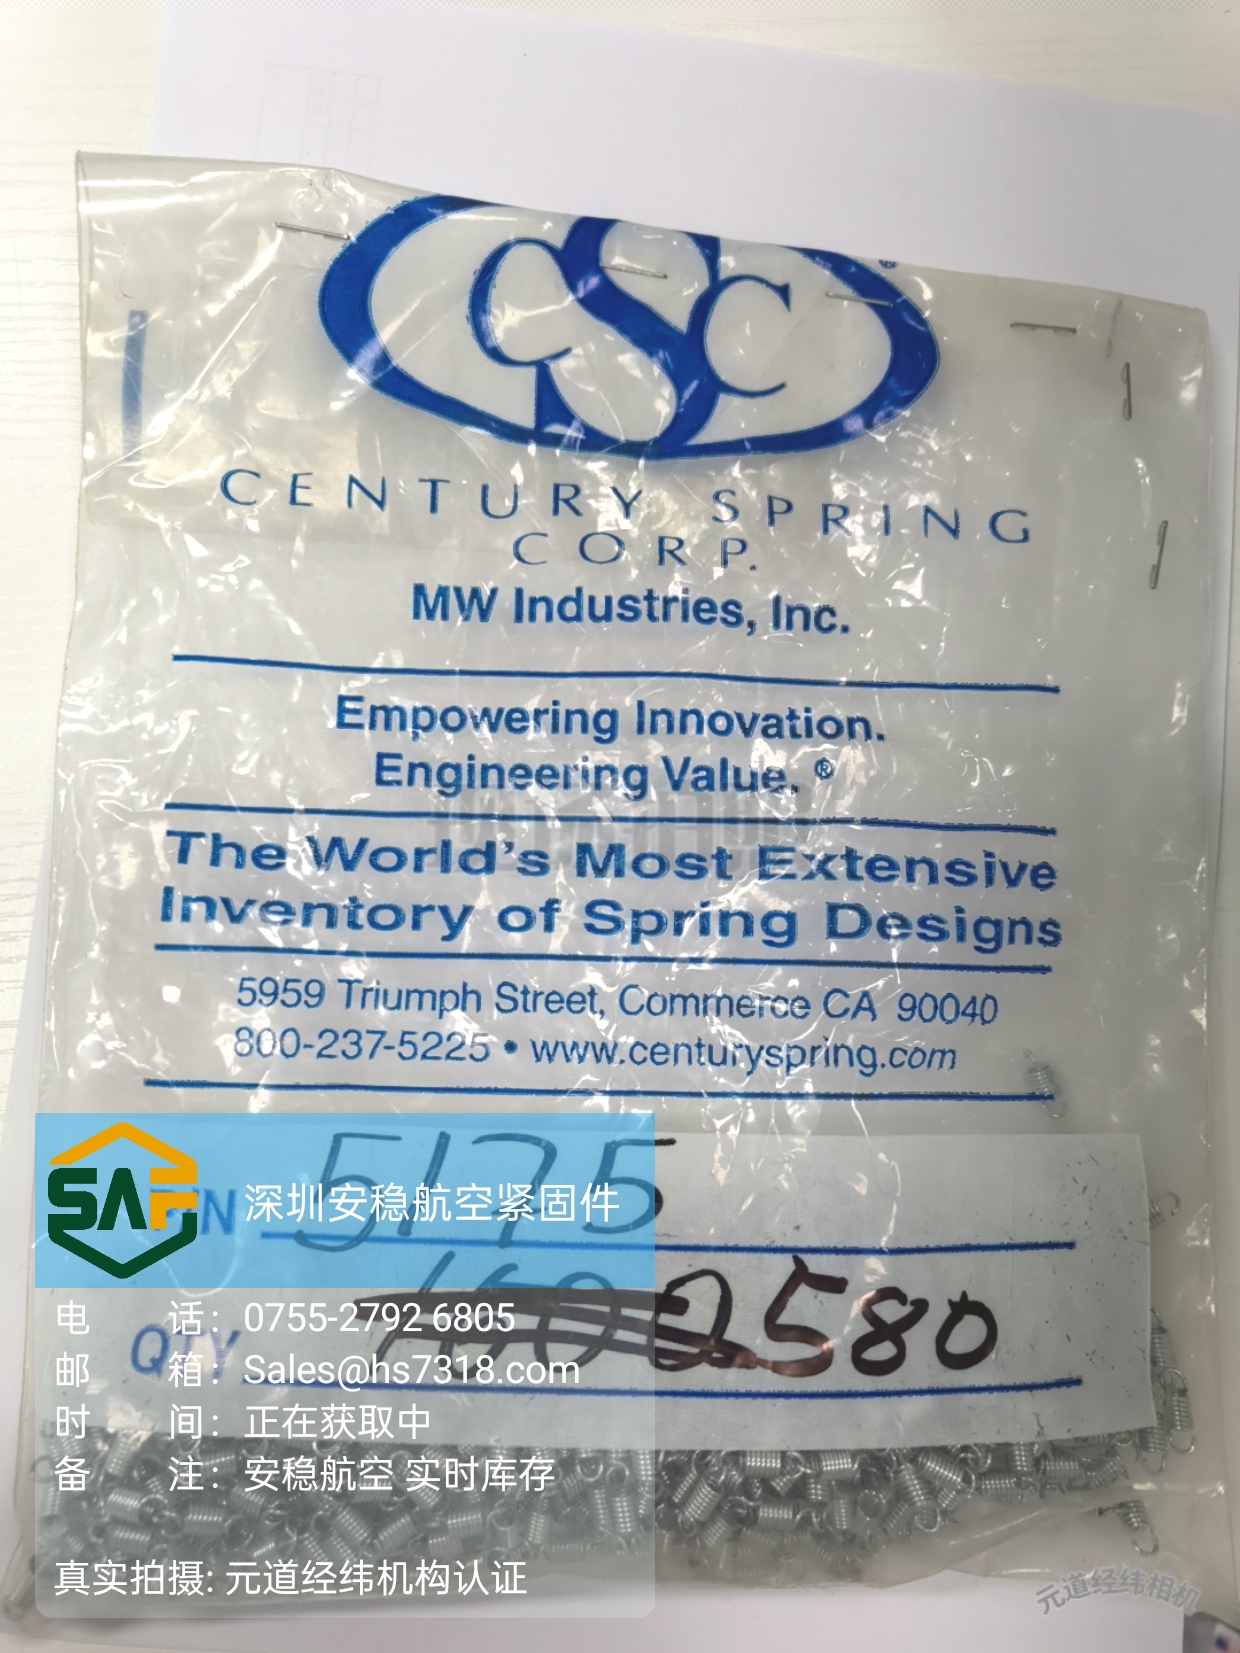 CSC
®
CENTURY SPRING
CORP.
MW Industries, Inc.
Empowering Innovation.
Engineering Value.®
The World's Most Extensive
Inventory of Spring Designs
5959 Triumph Street, Commerce CA 90040
800-237-5225 • www.centuryspring.com
P/N 5175
QTY 1400 580
SAF 深圳安稳航空紧固件
电 话：0755-2792 6805
邮 箱：Sales@hs7318.com
时 间：正在获取中
备 注：安稳航空 实时库存
真实拍摄: 元道经纬机构认证
元道经纬相机